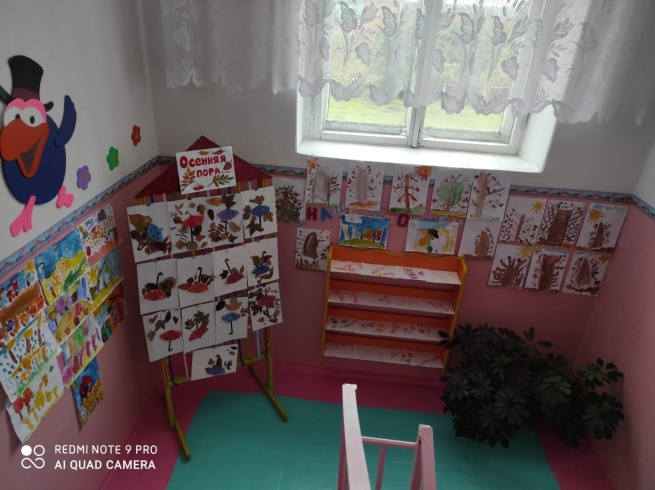 Осенняя
пора...
НА
О
REDMI NOTE 9 PRO
AI QUAD CAMERA